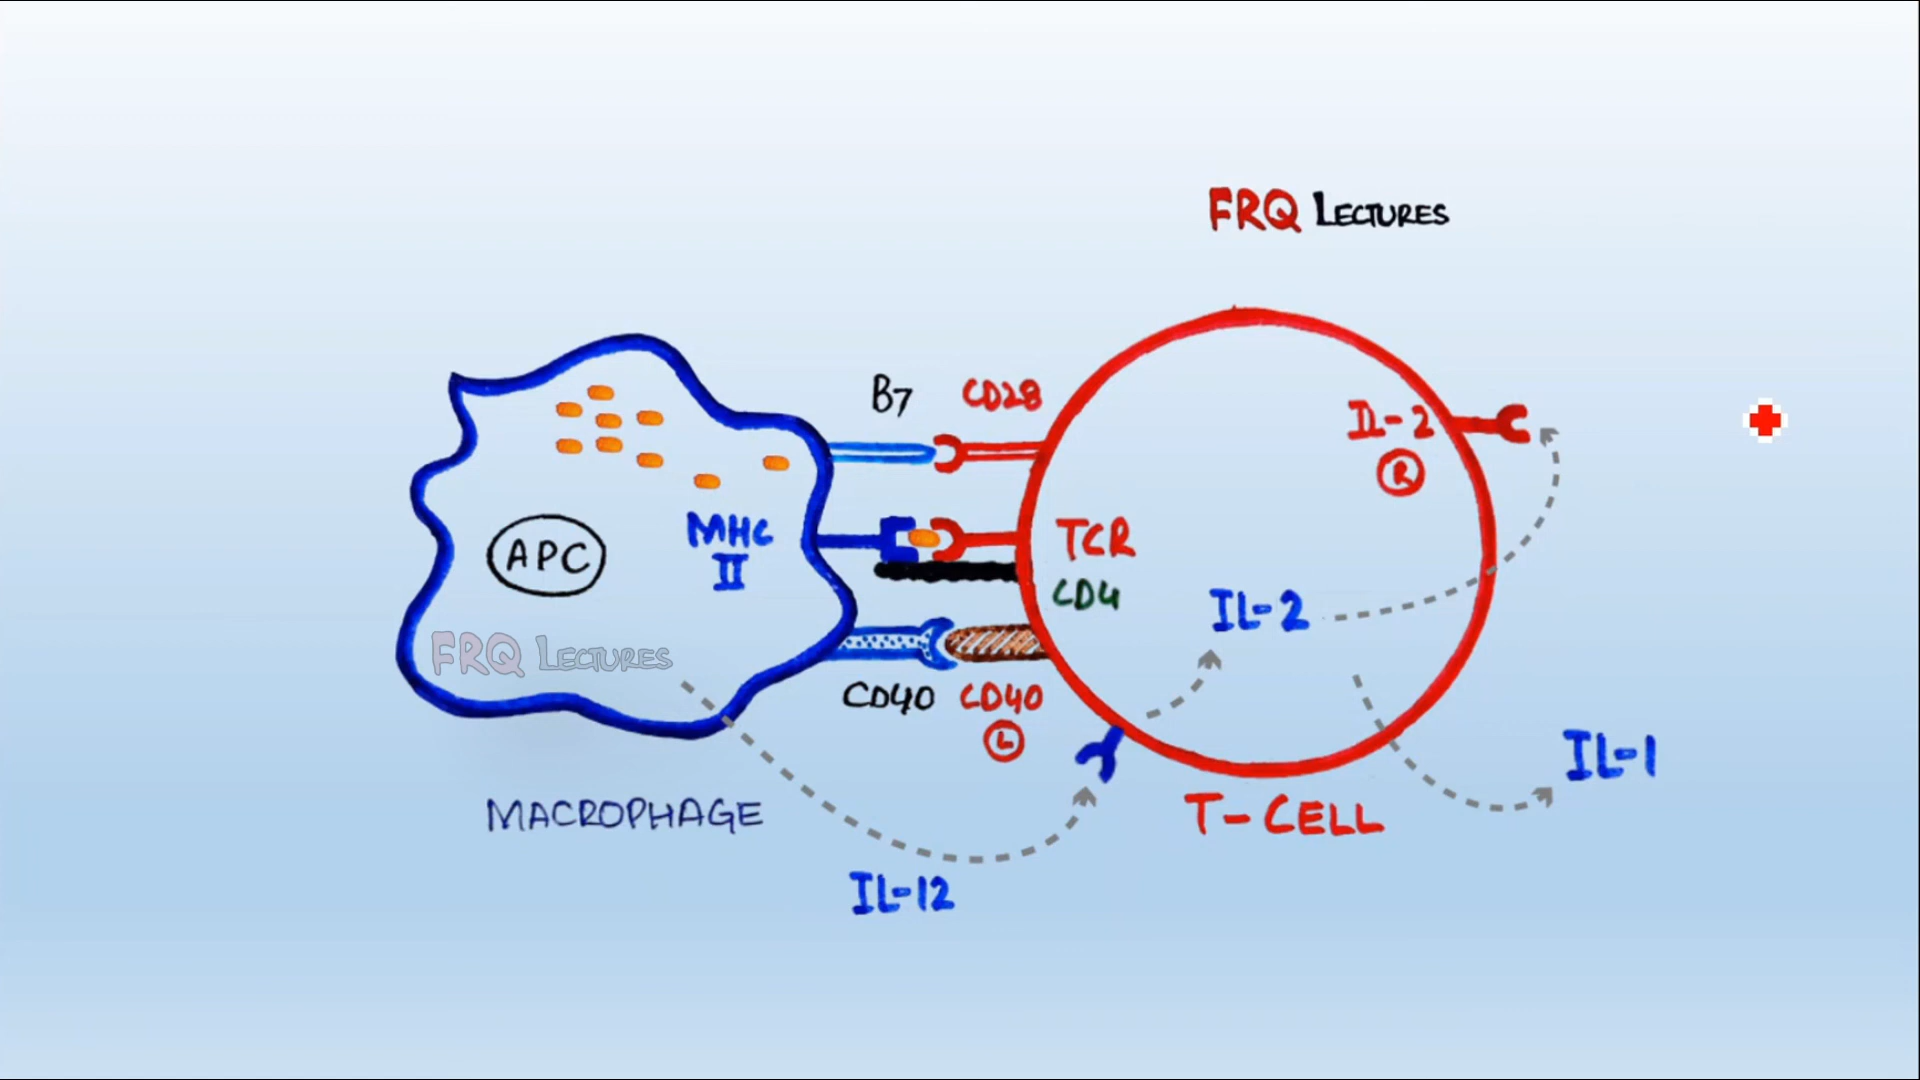 FRQ LECTURES
B7 CD28
IL-2
R
MHC
II
APC
TCR
CD4
IL-2
FRQ LECTURES
CD40 CD40
L
IL-1
MACROPHAGE
T-CELL
IL-12